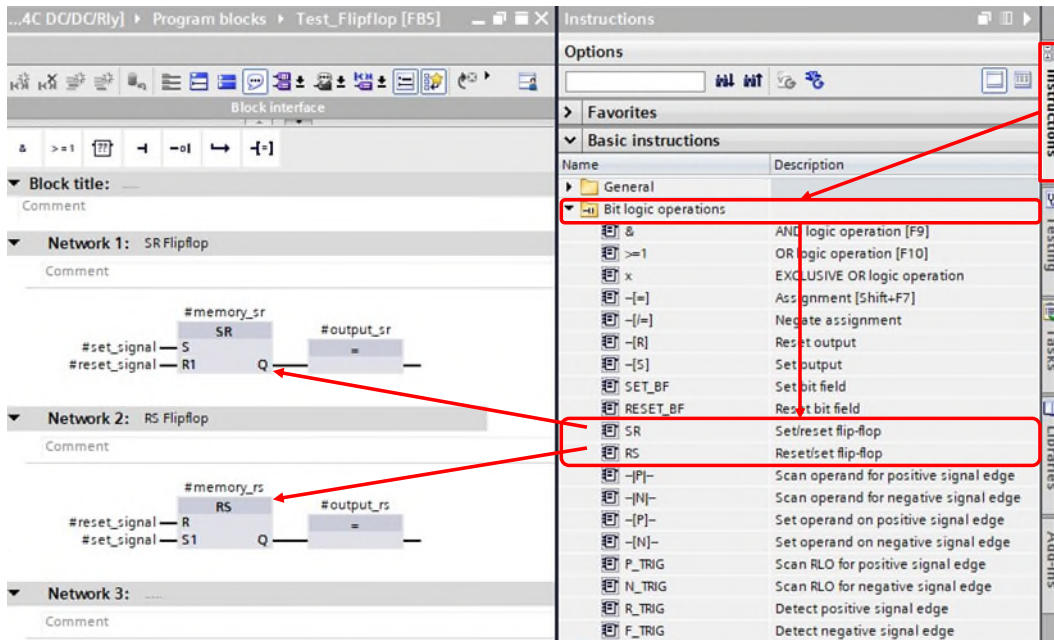 ...4C DC/DC/Rly] ▸ Program blocks ▸ Test_Flipflop [FB5]
Block interface
& >=1 [??] ⊣ -o| ↦ -[=]
Block title: .....
Comment
Network 1: SR Flipflop
Comment
#memory_sr
SR
#set_signal S
#reset_signal R1 Q
#output_sr
=
Network 2: RS Flipflop
Comment
#memory_rs
RS
#reset_signal R
#set_signal S1 Q
#output_rs
=
Network 3: .....
Comment
Instructions
Options
> Favorites
Basic instructions
Name Description
General
Bit logic operations
& AND logic operation [F9]
>=1 OR logic operation [F10]
x EXCLUSIVE OR logic operation
-[=] Assignment [Shift+F7]
-[/=] Negate assignment
-[R] Reset output
-[S] Set output
SET_BF Set bit field
RESET_BF Reset bit field
SR Set/reset flip-flop
RS Reset/set flip-flop
-|P|- Scan operand for positive signal edge
-|N|- Scan operand for negative signal edge
-[P]- Set operand on positive signal edge
-[N]- Set operand on negative signal edge
P_TRIG Scan RLO for positive signal edge
N_TRIG Scan RLO for negative signal edge
R_TRIG Detect positive signal edge
F_TRIG Detect negative signal edge
Instructions
Testing
Tasks
Libraries
Add-ins